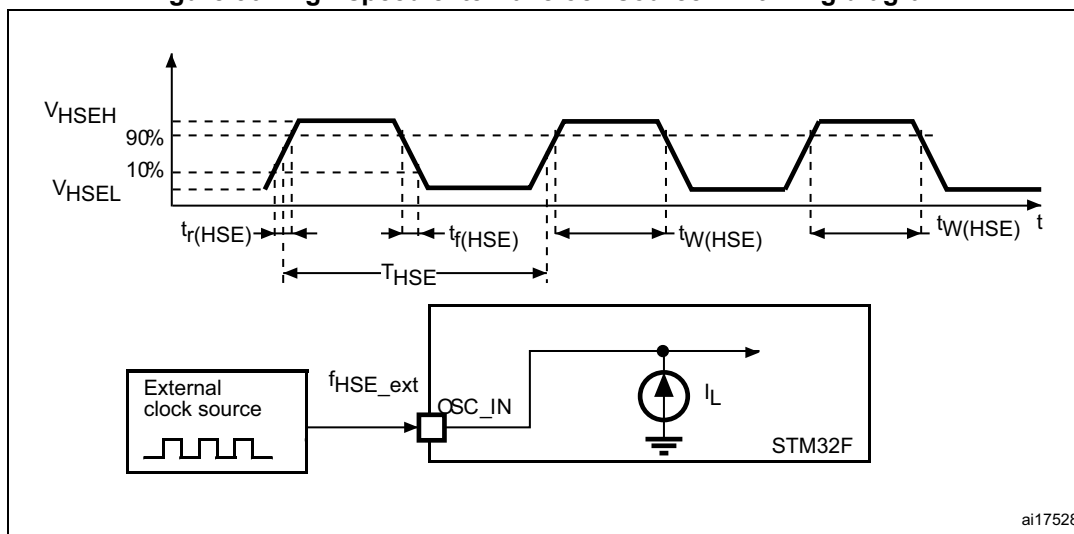 VHSEH
90%
10%
VHSEL
tr(HSE)
tf(HSE)
tW(HSE)
tW(HSE)
t
THSE
External
clock source
fHSE_ext
OSC_IN
IL
STM32F
ai17528